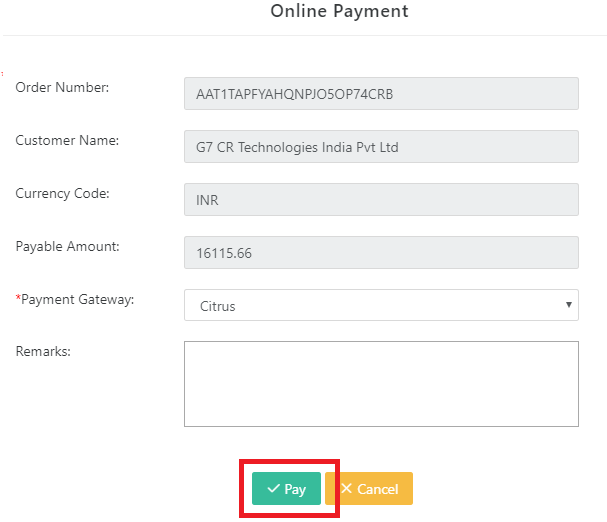 Online Payment
Order Number: AAT1TAPFYAHQNPJO5OP74CRB
Customer Name: G7 CR Technologies India Pvt Ltd
Currency Code: INR
Payable Amount: 16115.66
*Payment Gateway: Citrus
Remarks:
Pay Cancel